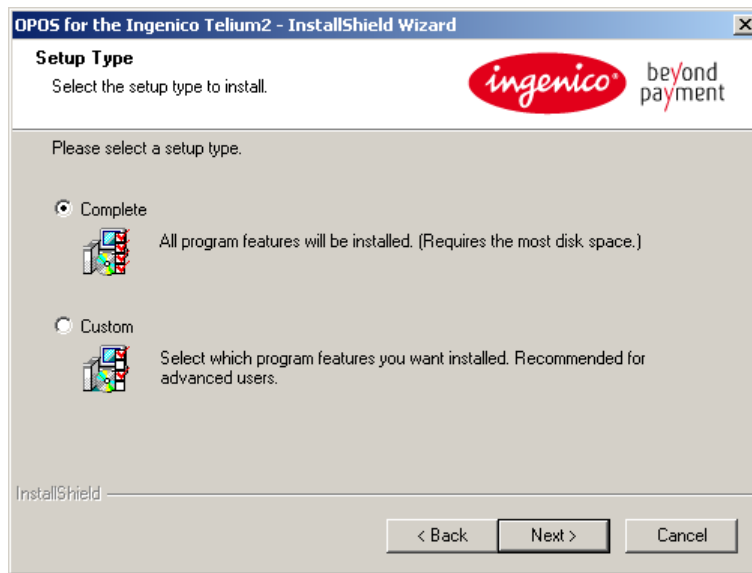 OPOS for the Ingenico Telium2 - InstallShield Wizard
Setup Type
Select the setup type to install.
ingenico
beyond
payment
Please select a setup type.
Complete
All program features will be installed. (Requires the most disk space.)
Custom
Select which program features you want installed. Recommended for
advanced users.
InstallShield
< Back
Next >
Cancel